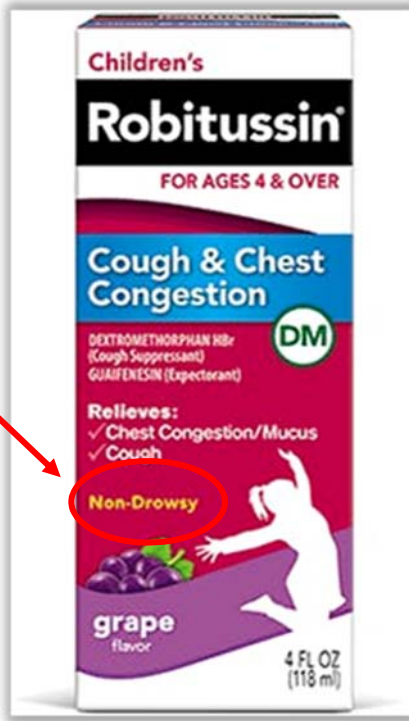 Children's
Robitussin®
FOR AGES 4 & OVER
Cough & Chest
Congestion
DM
DEXTROMETHORPHAN HBr
(Cough Suppressant)
GUAIFENESIN (Expectorant)
Relieves:
✓Chest Congestion/Mucus
✓Cough
Non-Drowsy
grape
flavor
4 FL OZ
(118 ml)